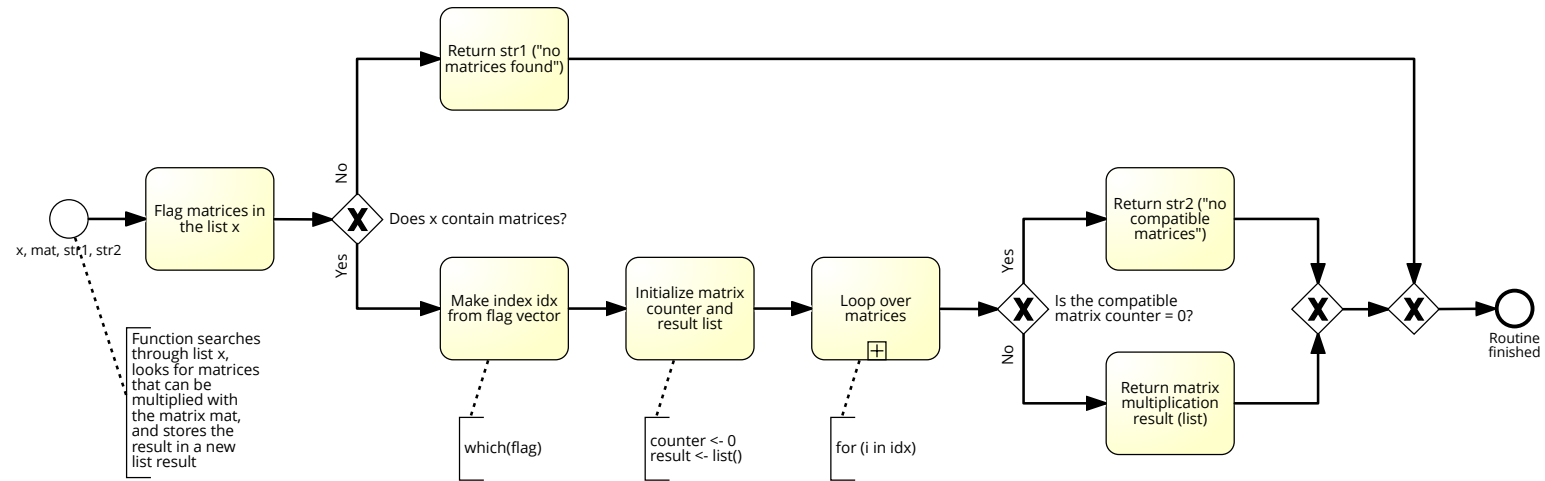 x, mat, str1, str2
Function searches
through list x,
looks for matrices
that can be
multiplied with
the matrix mat,
and stores the
result in a new
list result
Flag matrices in
the list x
Does x contain matrices?
No
Yes
Return str1 ("no
matrices found")
Make index idx
from flag vector
which(flag)
Initialize matrix
counter and
result list
counter <- 0
result <- list()
Loop over
matrices
for (i in idx)
Is the compatible
matrix counter = 0?
Yes
No
Return str2 ("no
compatible
matrices")
Return matrix
multiplication
result (list)
Routine
finished